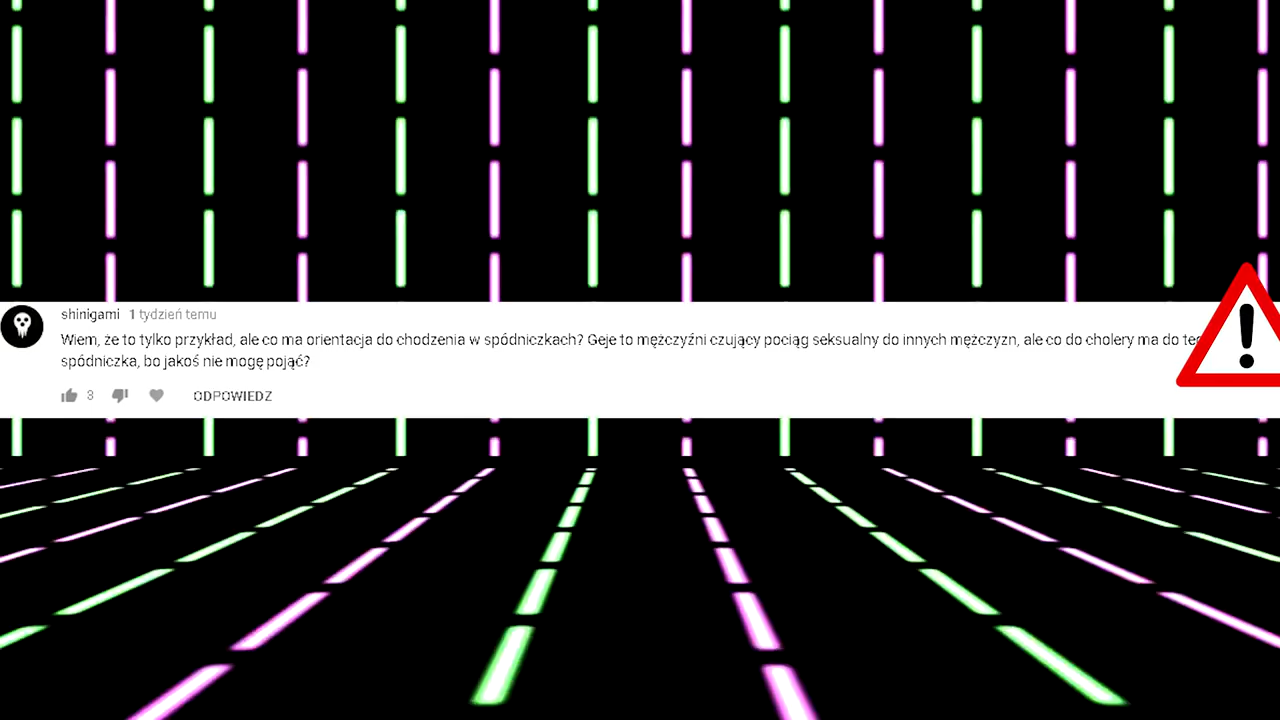 shinigami 1 tydzień temu
Wiem, że to tylko przykład, ale co ma orientacja do chodzenia w spódniczkach? Geje to mężczyźni czujący pociąg seksualny do innych mężczyzn, ale co do cholery ma do
spódniczka, bo jakoś nie mogę pojąć?
3 ODPOWIEDZ